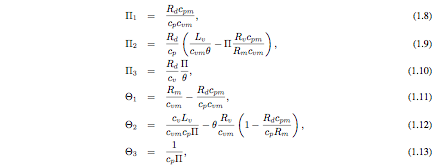 Π₁ = R_d c_pm / (c_p c_vm), (1.8)
Π₂ = R_d / c_p ( L_v / (c_vm θ) − Π R_v c_pm / (R_m c_vm) ), (1.9)
Π₃ = R_d / c_v Π / θ, (1.10)
Θ₁ = R_m / c_vm − R_d c_pm / (c_p c_vm), (1.11)
Θ₂ = c_v L_v / (c_vm c_p Π) − θ R_v / c_vm ( 1 − R_d c_pm / (c_p R_m) ), (1.12)
Θ₃ = 1 / (c_p Π), (1.13)